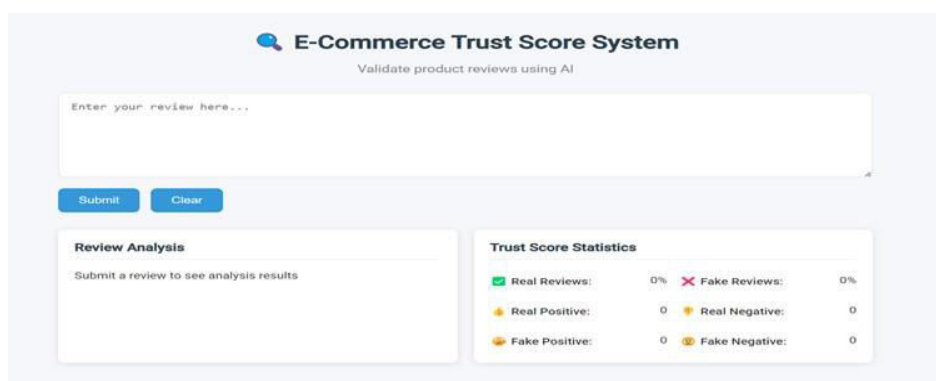 E-Commerce Trust Score System
Validate product reviews using AI
Enter your review here...
Submit Clear
Review Analysis
Submit a review to see analysis results
Trust Score Statistics
Real Reviews: 0% Fake Reviews: 0%
Real Positive: 0 Real Negative: 0
Fake Positive: 0 Fake Negative: 0